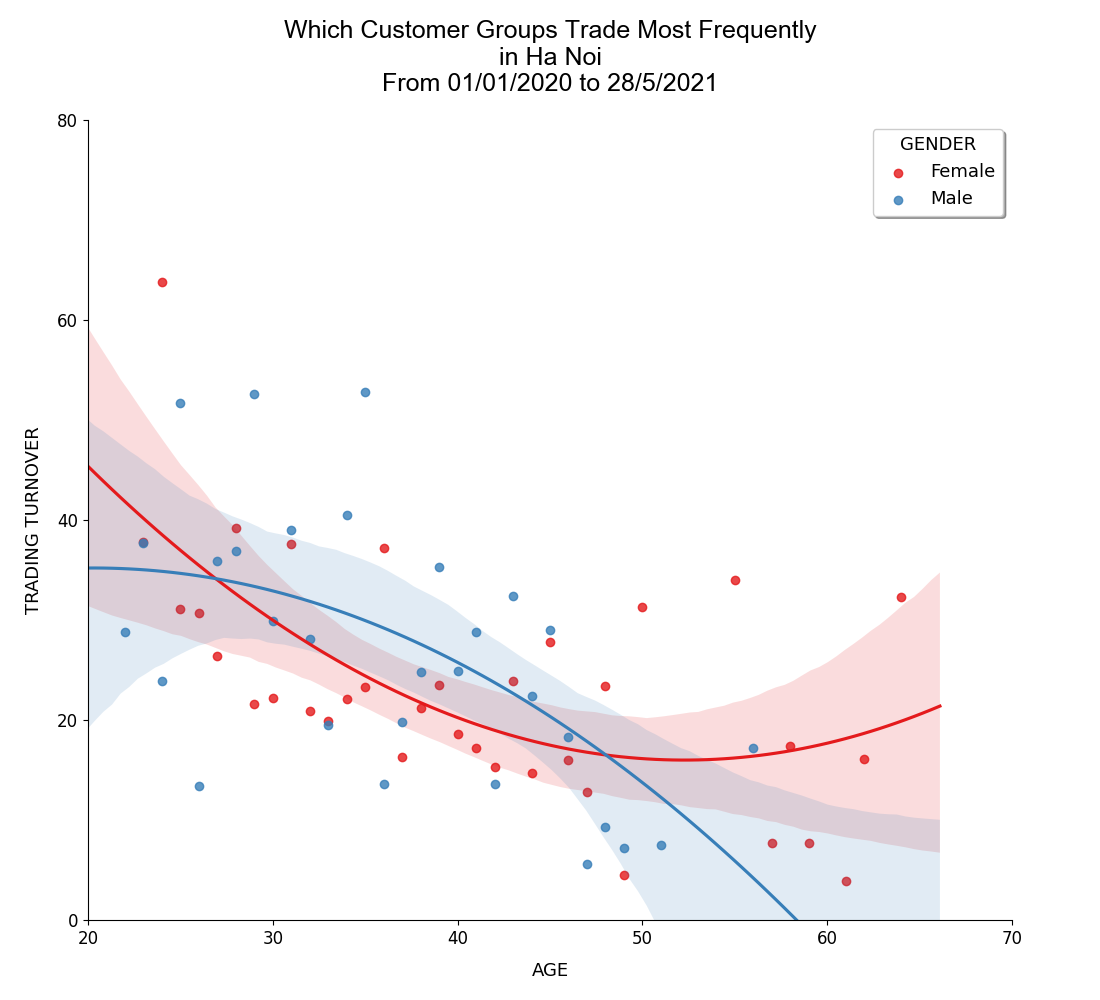 Which Customer Groups Trade Most Frequently
in Ha Noi
From 01/01/2020 to 28/5/2021
80
GENDER
Female
Male
60
40
TRADING TURNOVER
20
0
20 30 40 50 60 70
AGE